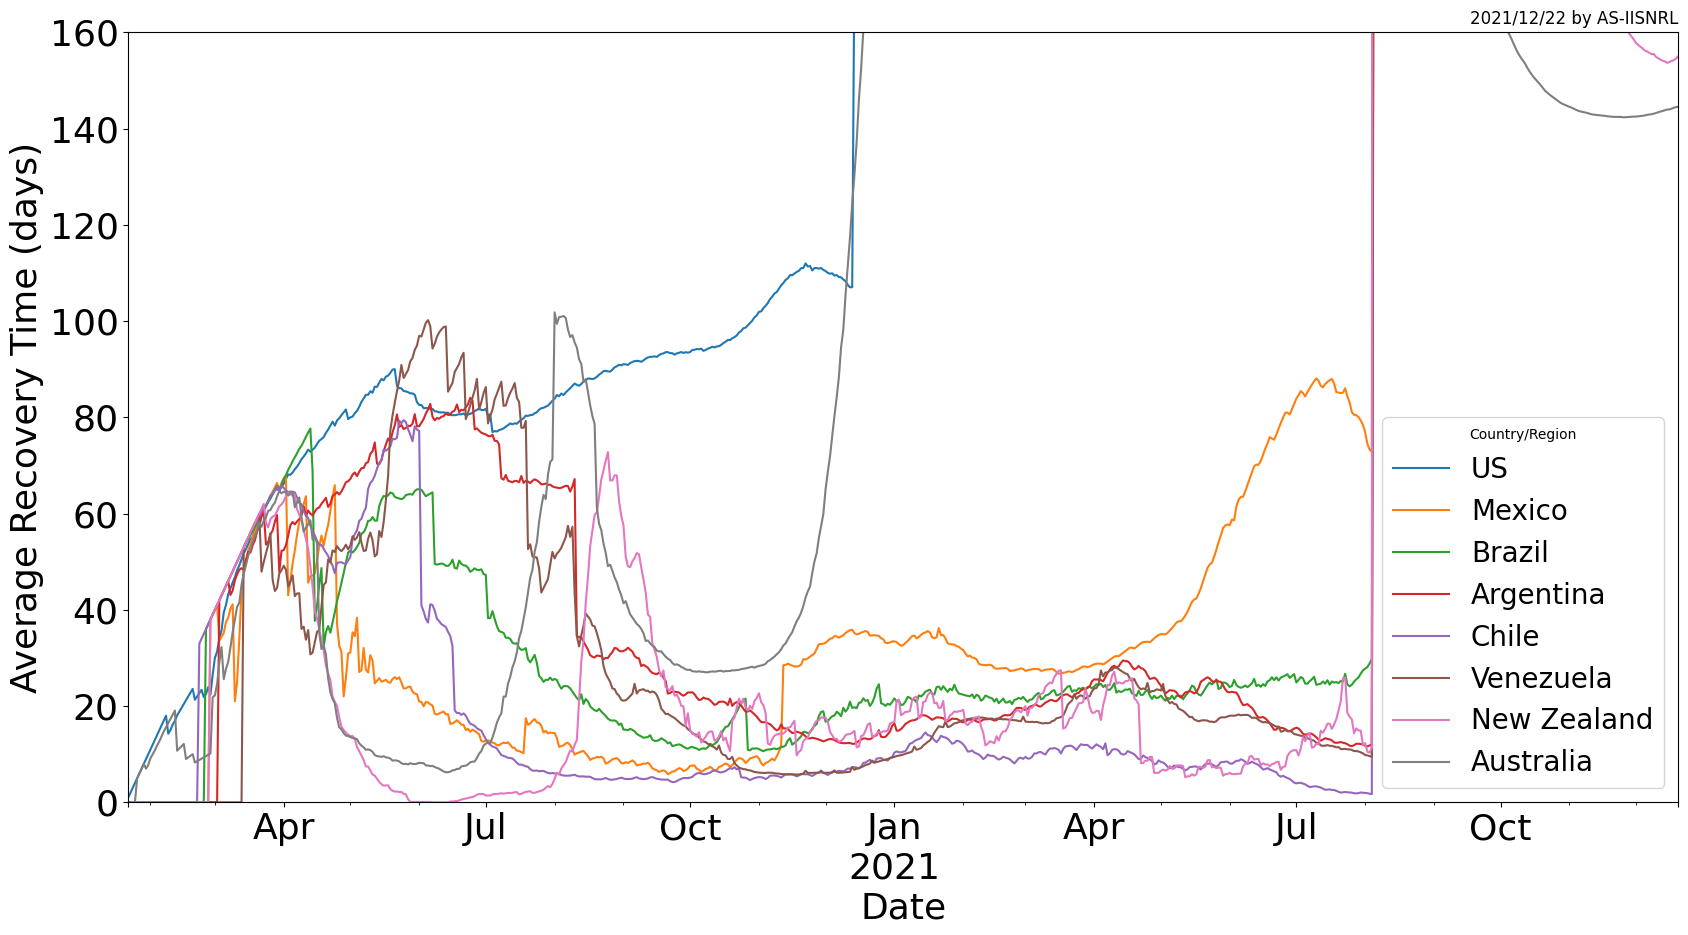 2021/12/22 by AS-IISNRL
160
140
120
100
80
60
40
20
0
Average Recovery Time (days)
Country/Region
US
Mexico
Brazil
Argentina
Chile
Venezuela
New Zealand
Australia
Apr Jul Oct Jan Apr Jul Oct
2021
Date